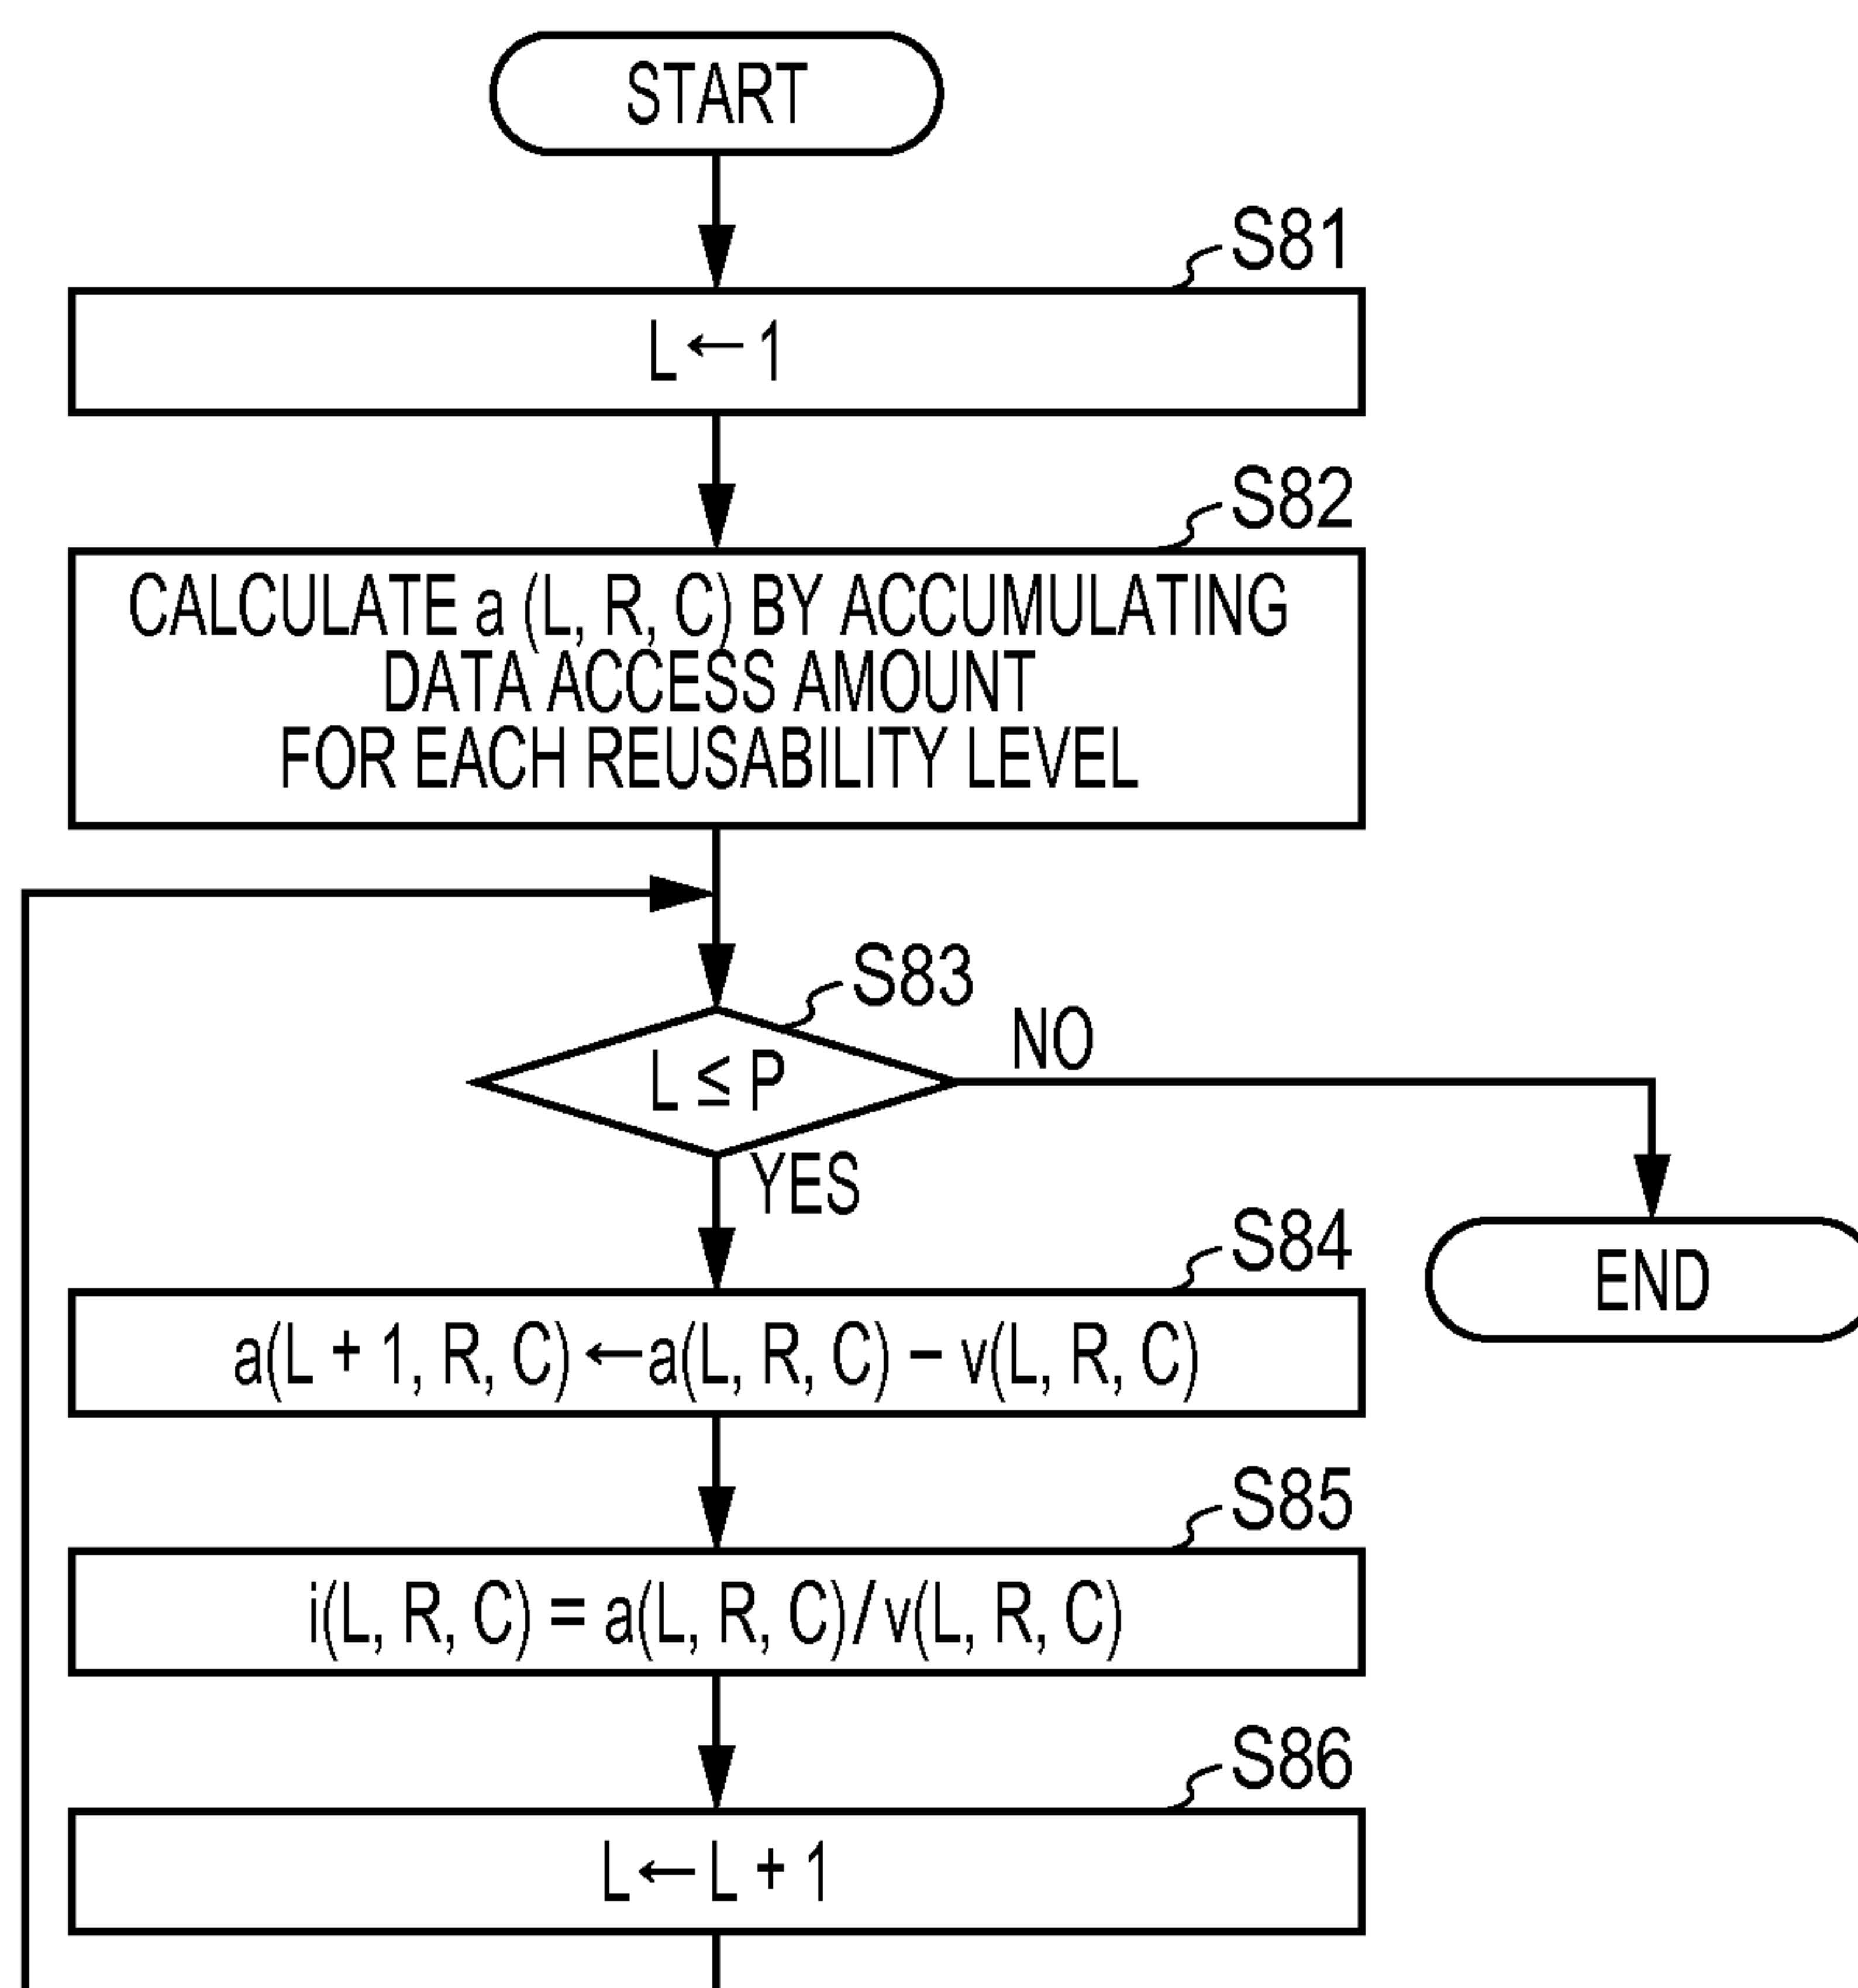 START
S81
L ← 1
S82
CALCULATE a (L, R, C) BY ACCUMULATING
DATA ACCESS AMOUNT
FOR EACH REUSABILITY LEVEL
S83
L ≤ P
NO
YES
S84
a(L + 1, R, C) ← a(L, R, C) − v(L, R, C)
END
S85
i(L, R, C) = a(L, R, C) / v(L, R, C)
S86
L ← L + 1